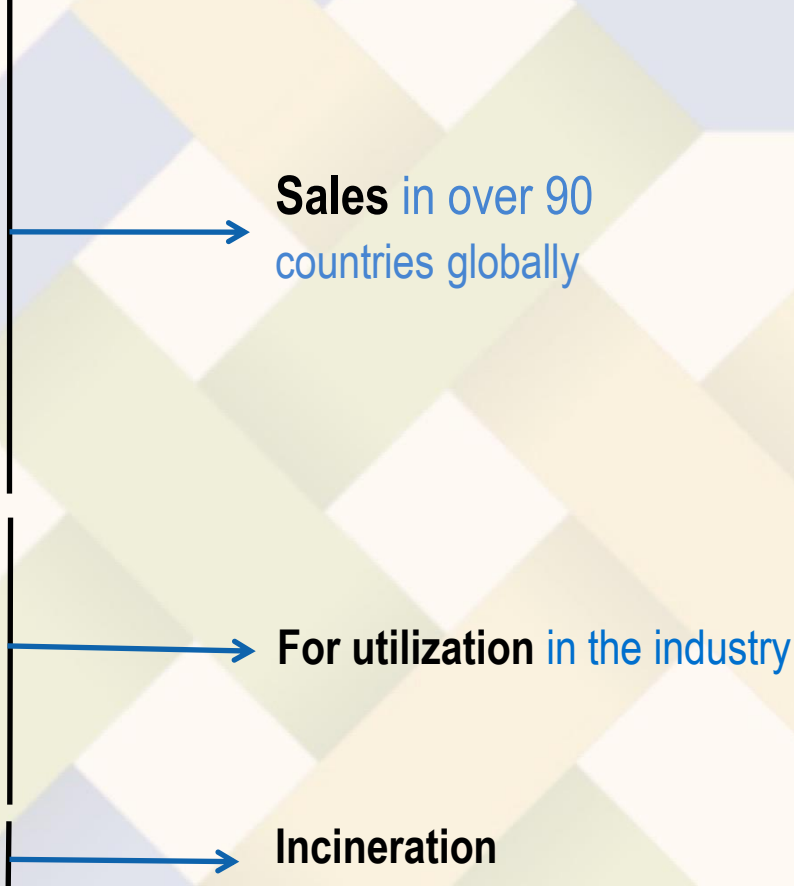 Sales in over 90
countries globally
For utilization in the industry
Incineration